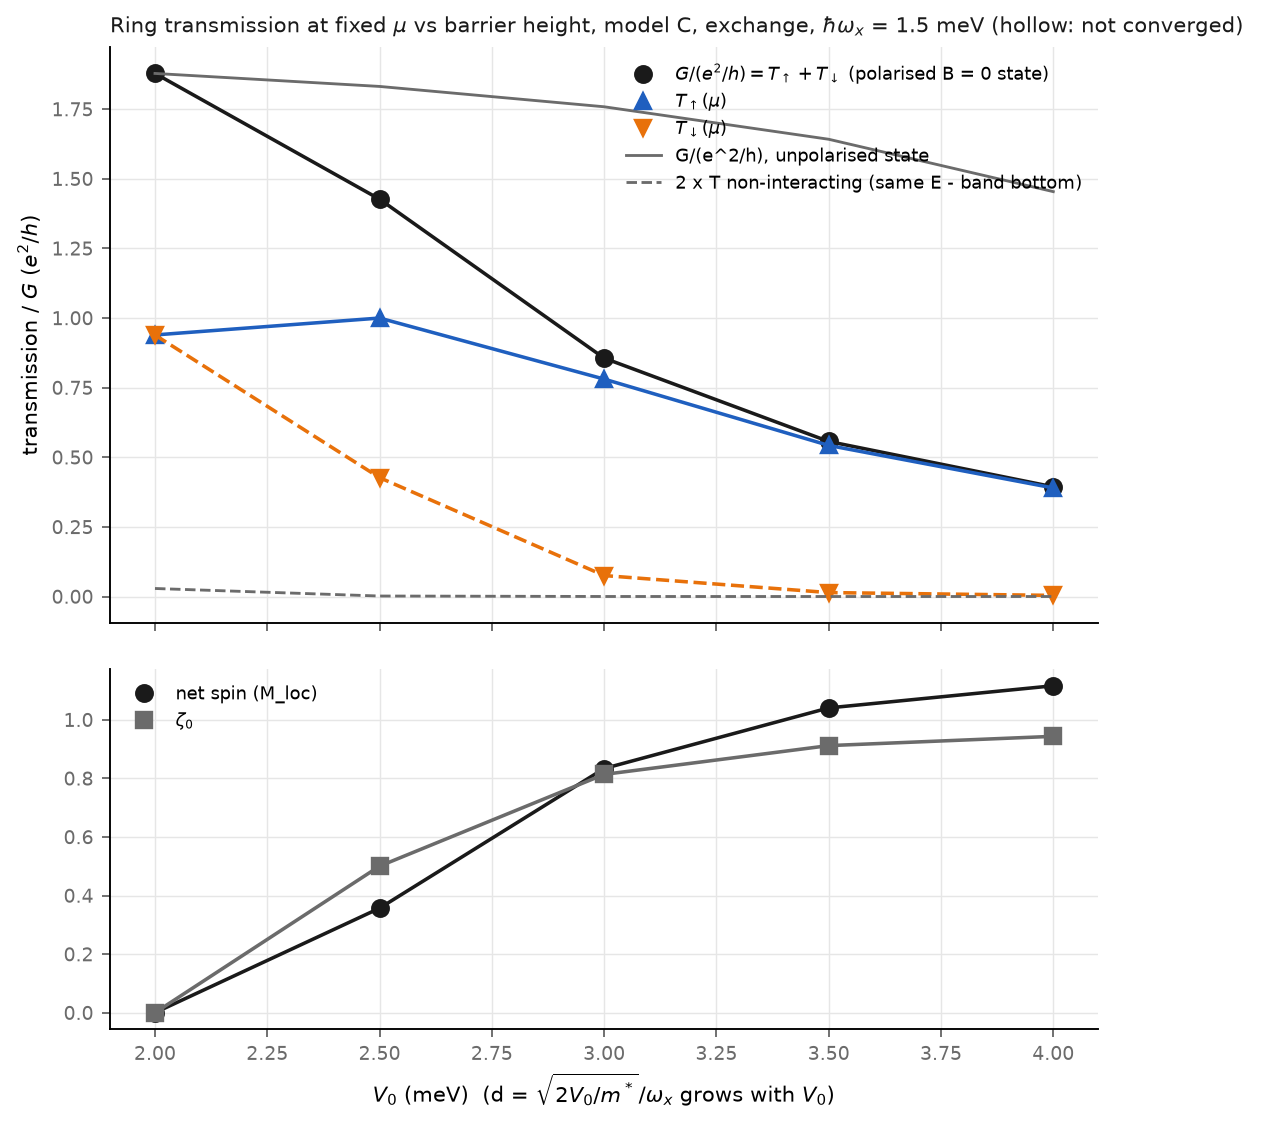 Ring transmission at fixed μ vs barrier height, model C, exchange, ℏωₓ = 1.5 meV (hollow: not converged)
G/(e²/h) = T↑ + T↓ (polarised B = 0 state)
T↑(μ)
T↓(μ)
G/(e^2/h), unpolarised state
2 x T non-interacting (same E - band bottom)
transmission / G (e²/h)
1.75
1.50
1.25
1.00
0.75
0.50
0.25
0.00
net spin (M_loc)
ζ₀
1.0
0.8
0.6
0.4
0.2
0.0
2.00 2.25 2.50 2.75 3.00 3.25 3.50 3.75 4.00
V₀ (meV) (d = √2V₀/m*/ωₓ grows with V₀)